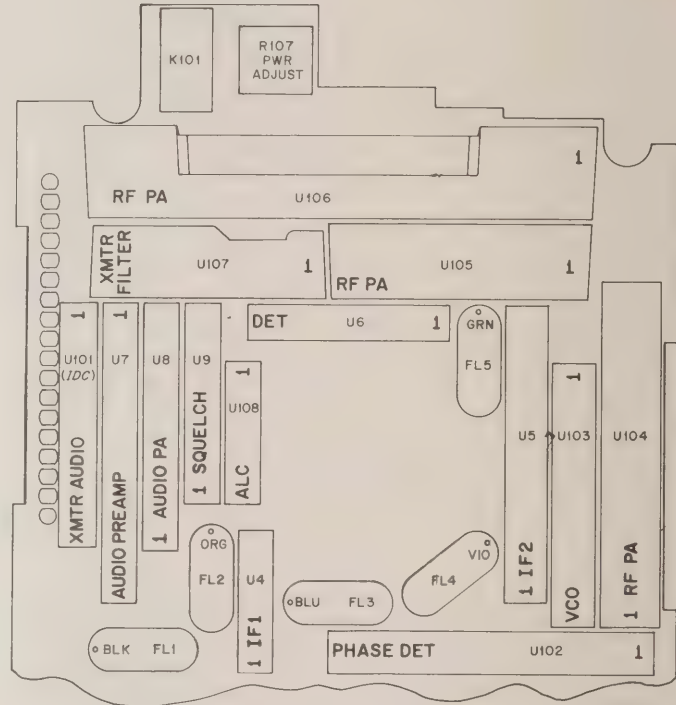 K101
R107
PWR
ADJUST
RF PA
U106
1
XMTR
FILTER
U107
1
RF PA
U105
1
DET
U6
1
GRN
FL5
1
U101
(IDC)
XMTR AUDIO
1
U7
AUDIO PREAMP
U8
1 AUDIO PA
U9
1 SQUELCH
1
U108
ALC
U5
1 IF2
1
U103
VCO
U104
1 RF PA
ORG
FL2
U4
1 IF1
BLU FL3
VIO
FL4
BLK FL1
PHASE DET
U102
1